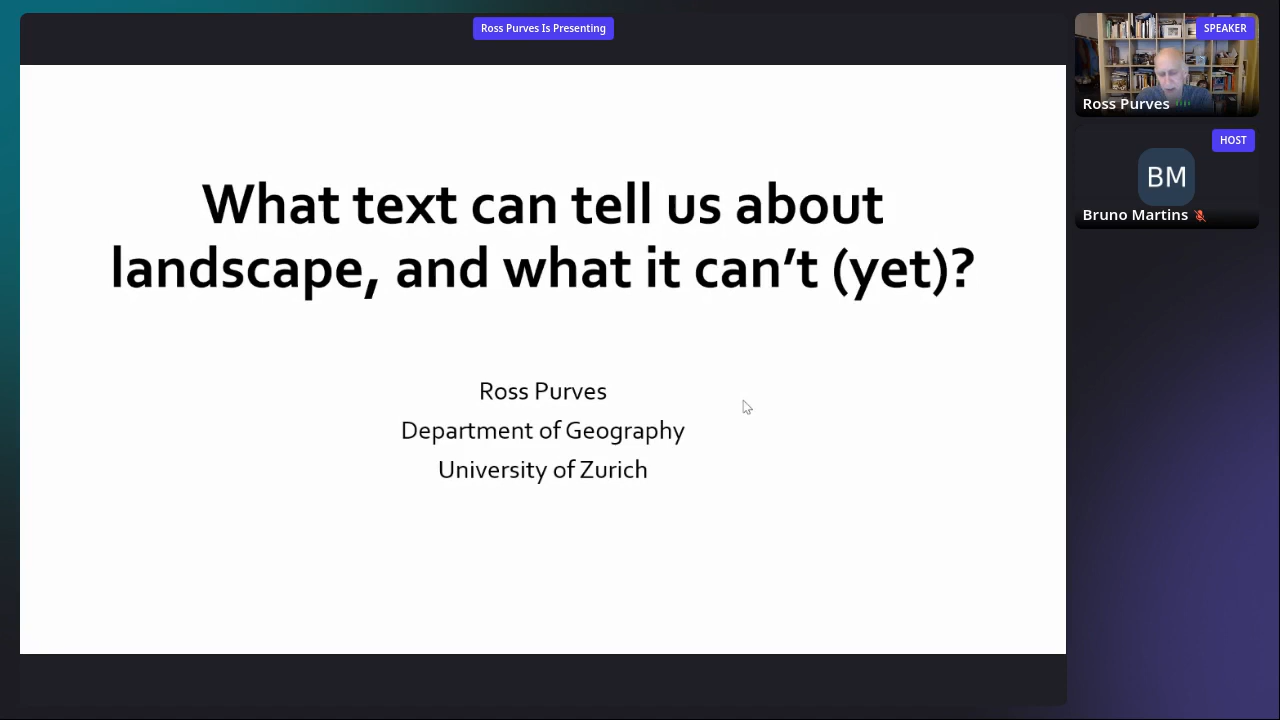 Ross Purves Is Presenting
What text can tell us about
landscape, and what it can’t (yet)?
Ross Purves
Department of Geography
University of Zurich
SPEAKER
Ross Purves
HOST
BM
Bruno Martins